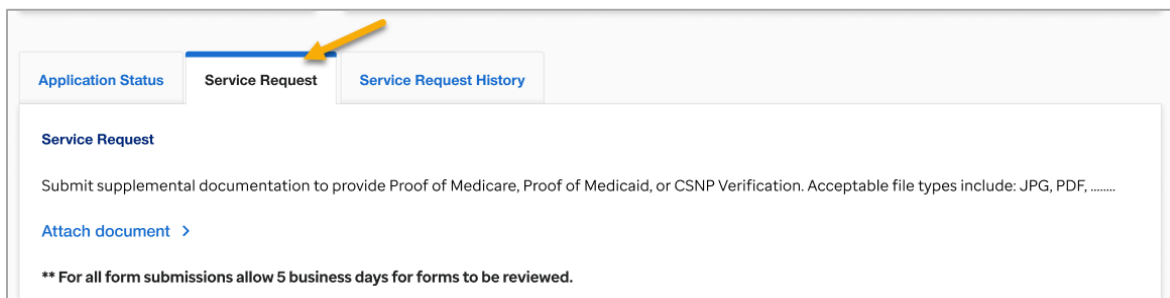 Application Status
Service Request
Service Request History
Service Request
Submit supplemental documentation to provide Proof of Medicare, Proof of Medicaid, or CSNP Verification. Acceptable file types include: JPG, PDF, ........
Attach document >
** For all form submissions allow 5 business days for forms to be reviewed.